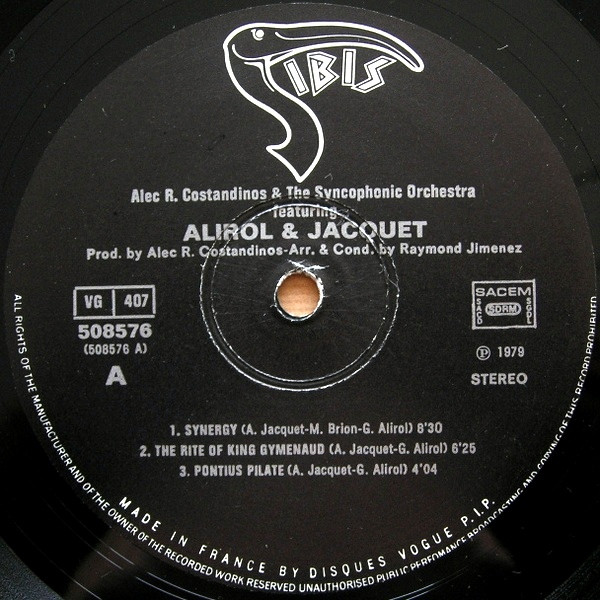 IBIS
Alec R. Costandinos & The Syncophonic Orchestra
featuring
ALIROL & JACQUET
Prod. by Alec R. Costandinos-Arr. & Cond. by Raymond Jimenez
VG 407
508576
(508576 A)
A
SACEM
SACD SDRM SGDL
℗ 1979
STEREO
1. SYNERGY (A. Jacquet-M. Brion-G. Alirol) 8'30
2. THE RITE OF KING GYMENAUD (A. Jacquet-G. Alirol) 6'25
3. PONTIUS PILATE (A. Jacquet-G. Alirol) 4'04
MADE IN FRANCE BY DISQUES VOGUE P.I.P.
ALL RIGHTS OF THE MANUFACTURER AND OF THE OWNER OF THE RECORDED WORK RESERVED UNAUTHORISED PUBLIC PERFORMANCE BROADCASTING AND COPYING OF THIS RECORD PROHIBITED